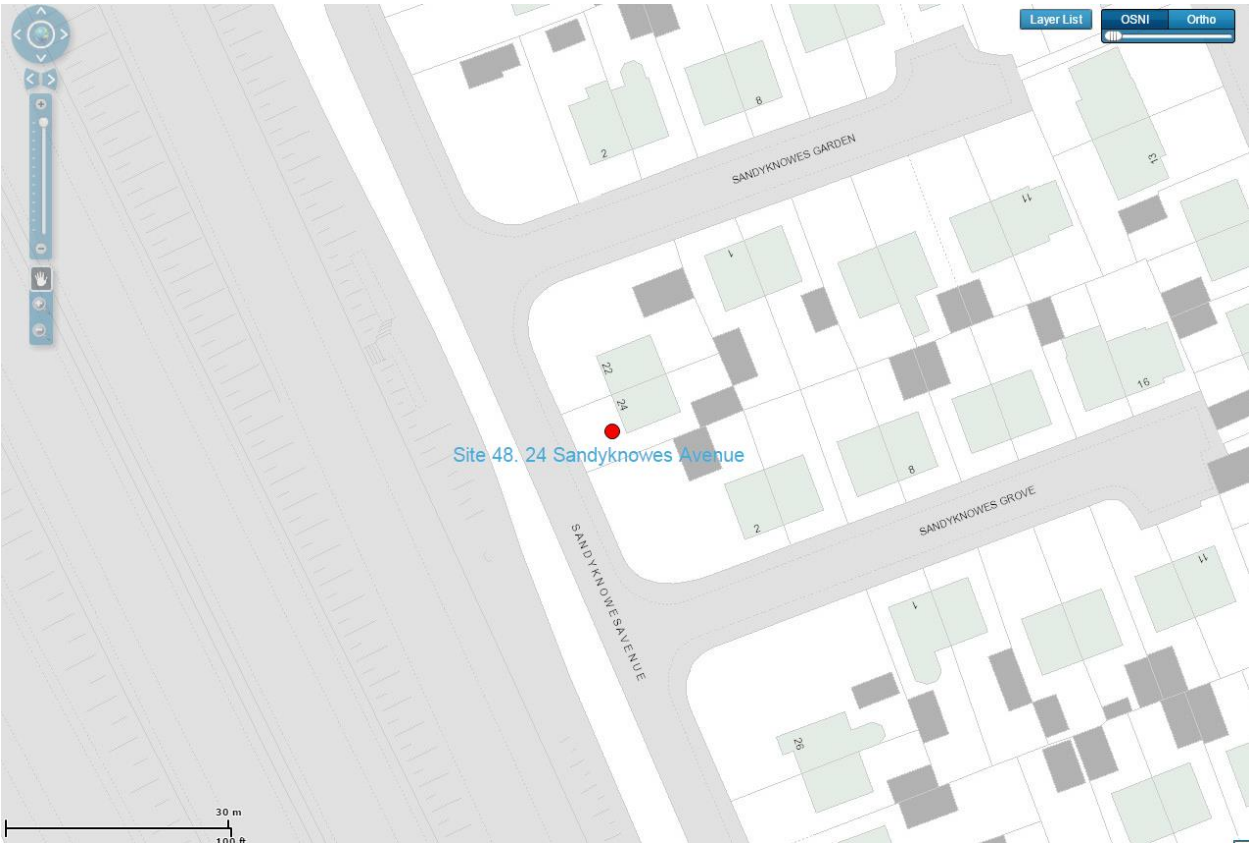 Layer List
OSNI
Ortho
8
2
SANDYKNOWES GARDEN
13
11
1
22
24
16
Site 48. 24 Sandyknowes Avenue
8
2
SANDYKNOWES GROVE
SANDYKNOWESAVENUE
11
1
26
30 m
100 ft